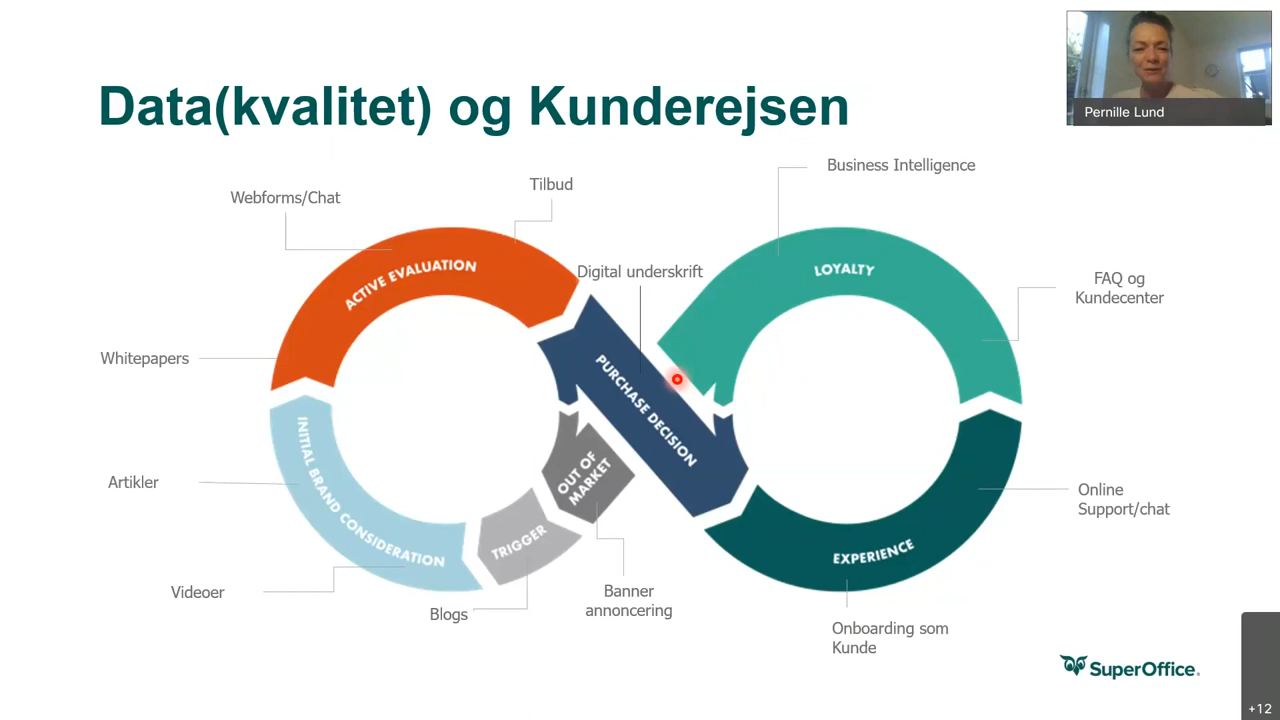 Data(kvalitet) og Kunderejsen
Pernille Lund
Business Intelligence
Tilbud
Webforms/Chat
ACTIVE EVALUATION
Digital underskrift
LOYALTY
FAQ og
Kundecenter
Whitepapers
PURCHASE DECISION
INITIAL BRAND CONSIDERATION
OUT OF
MARKET
Artikler
Online
Support/chat
TRIGGER
EXPERIENCE
Videoer
Blogs
Banner
annoncering
Onboarding som
Kunde
SuperOffice.
+12